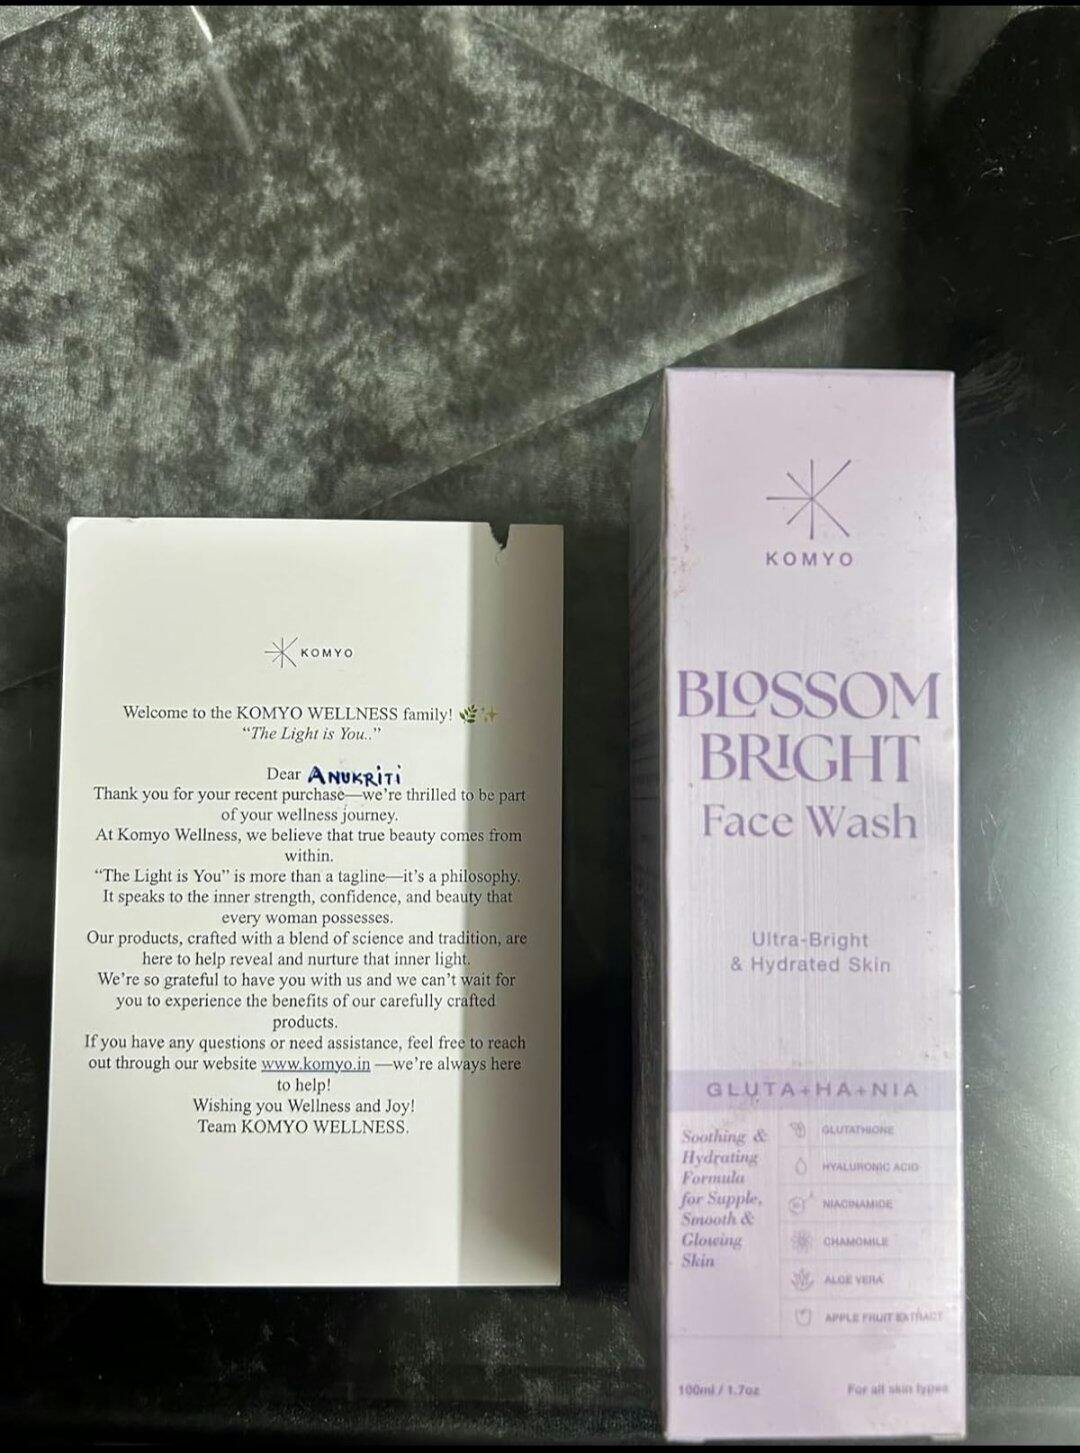 KOMYO
Welcome to the KOMYO WELLNESS family! 🌿✨
“The Light is You..”
Dear ANUKRITI
Thank you for your recent purchase—we’re thrilled to be part
of your wellness journey.
At Komyo Wellness, we believe that true beauty comes from
within.
“The Light is You” is more than a tagline—it’s a philosophy.
It speaks to the inner strength, confidence, and beauty that
every woman possesses.
Our products, crafted with a blend of science and tradition, are
here to help reveal and nurture that inner light.
We’re so grateful to have you with us and we can’t wait for
you to experience the benefits of our carefully crafted
products.
If you have any questions or need assistance, feel free to reach
out through our website www.komyo.in —we’re always here
to help!
Wishing you Wellness and Joy!
Team KOMYO WELLNESS.
KOMYO
BLOSSOM
BRIGHT
Face Wash
Ultra-Bright
& Hydrated Skin
GLUTA+HA+NIA
Soothing &
Hydrating
Formula
for Supple,
Smooth &
Glowing
Skin
GLUTATHIONE
HYALURONIC ACID
NIACINAMIDE
CHAMOMILE
ALOE VERA
APPLE FRUIT EXTRACT
100ml / 1.7oz
For all skin types